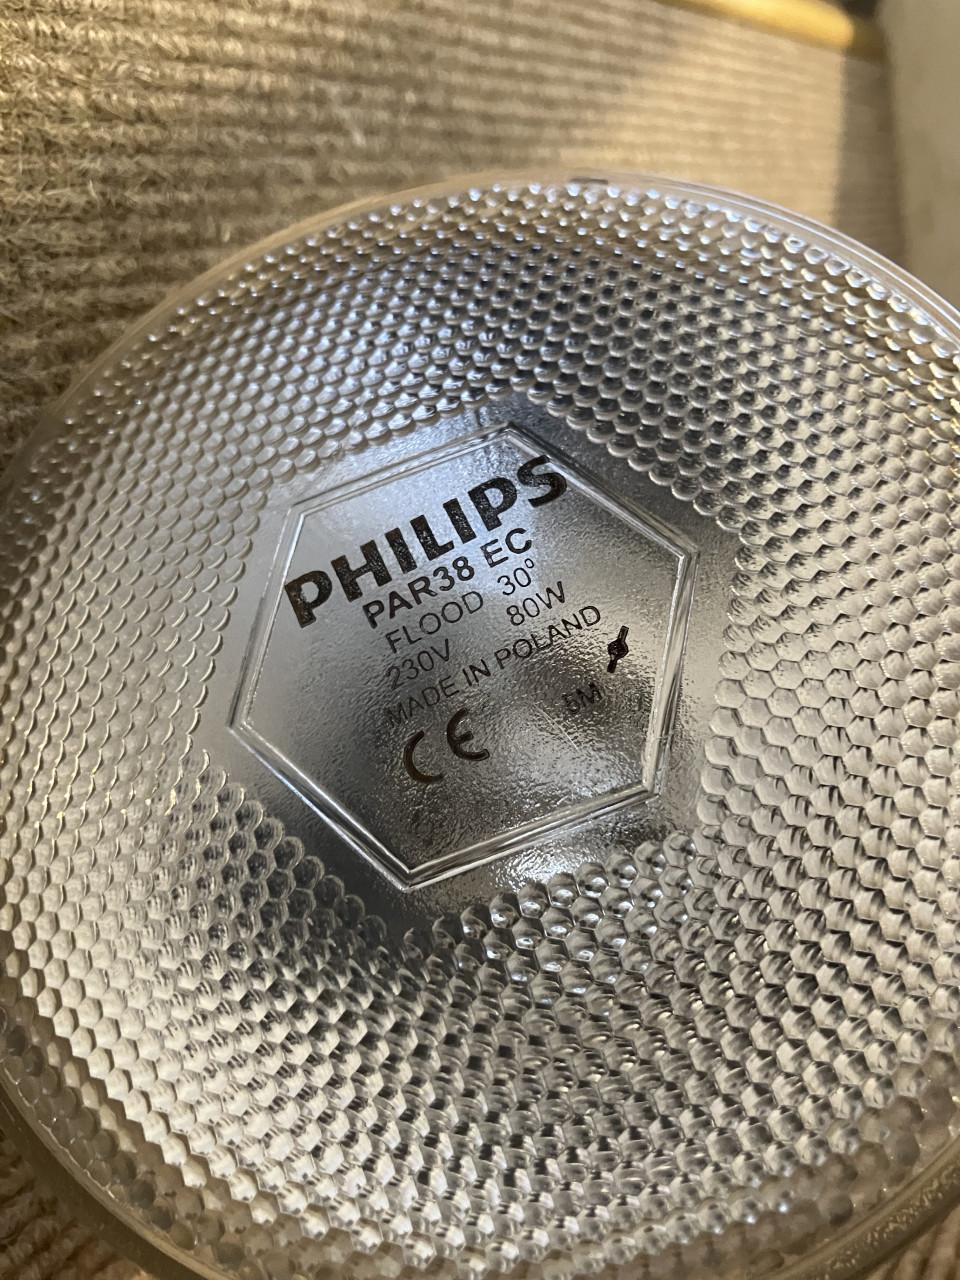 PHILIPS
PAR38 EC
FLOOD 30°
230V 80W
MADE IN POLAND
CE 5M